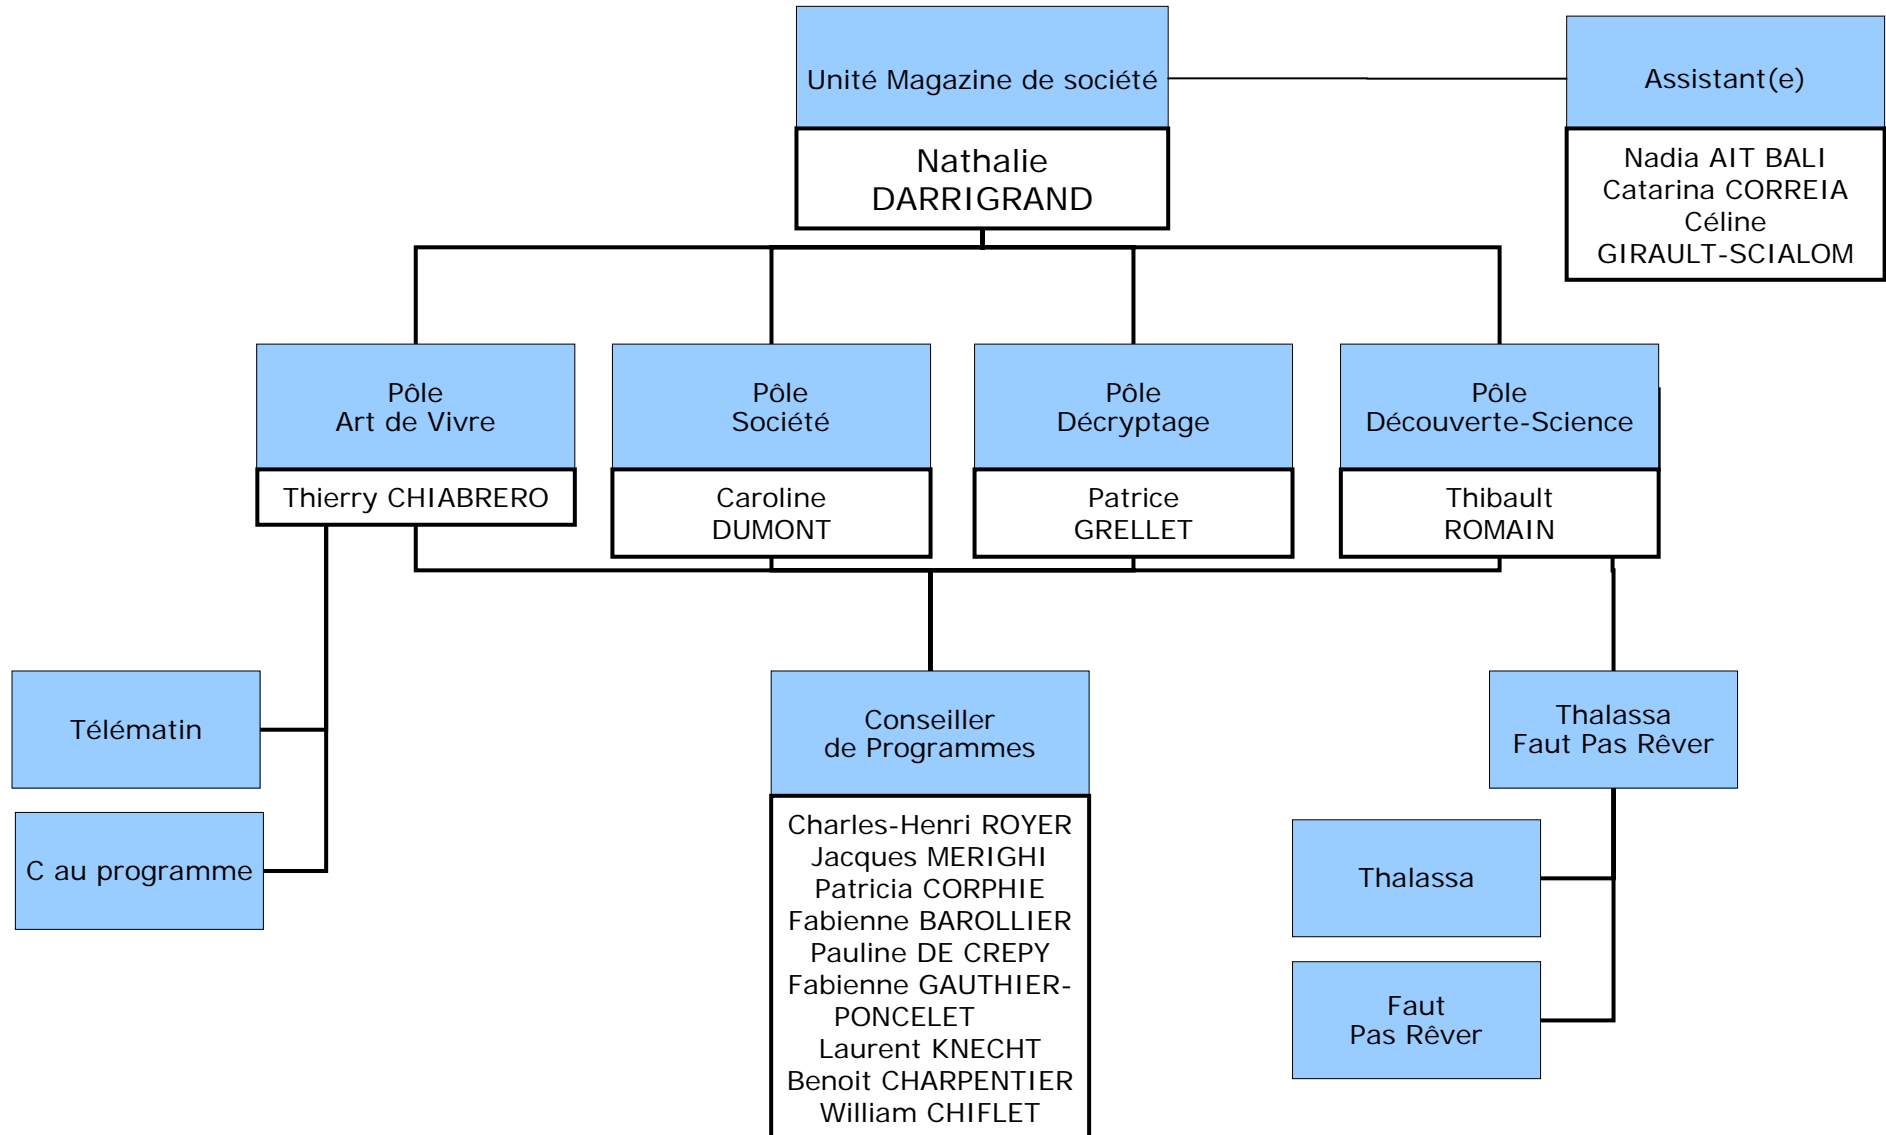 Unité Magazine de société
Nathalie
DARRIGRAND
Assistant(e)
Nadia AIT BALI
Catarina CORREIA
Céline
GIRAULT-SCIALOM
Pôle
Art de Vivre
Thierry CHIABRERO
Pôle
Société
Caroline
DUMONT
Pôle
Décryptage
Patrice
GRELLET
Pôle
Découverte-Science
Thibault
ROMAIN
Télématin
C au programme
Conseiller
de Programmes
Charles-Henri ROYER
Jacques MERIGHI
Patricia CORPHIE
Fabienne BAROLLIER
Pauline DE CREPY
Fabienne GAUTHIER-
PONCELET
Laurent KNECHT
Benoit CHARPENTIER
William CHIFLET
Thalassa
Faut Pas Rêver
Thalassa
Faut
Pas Rêver